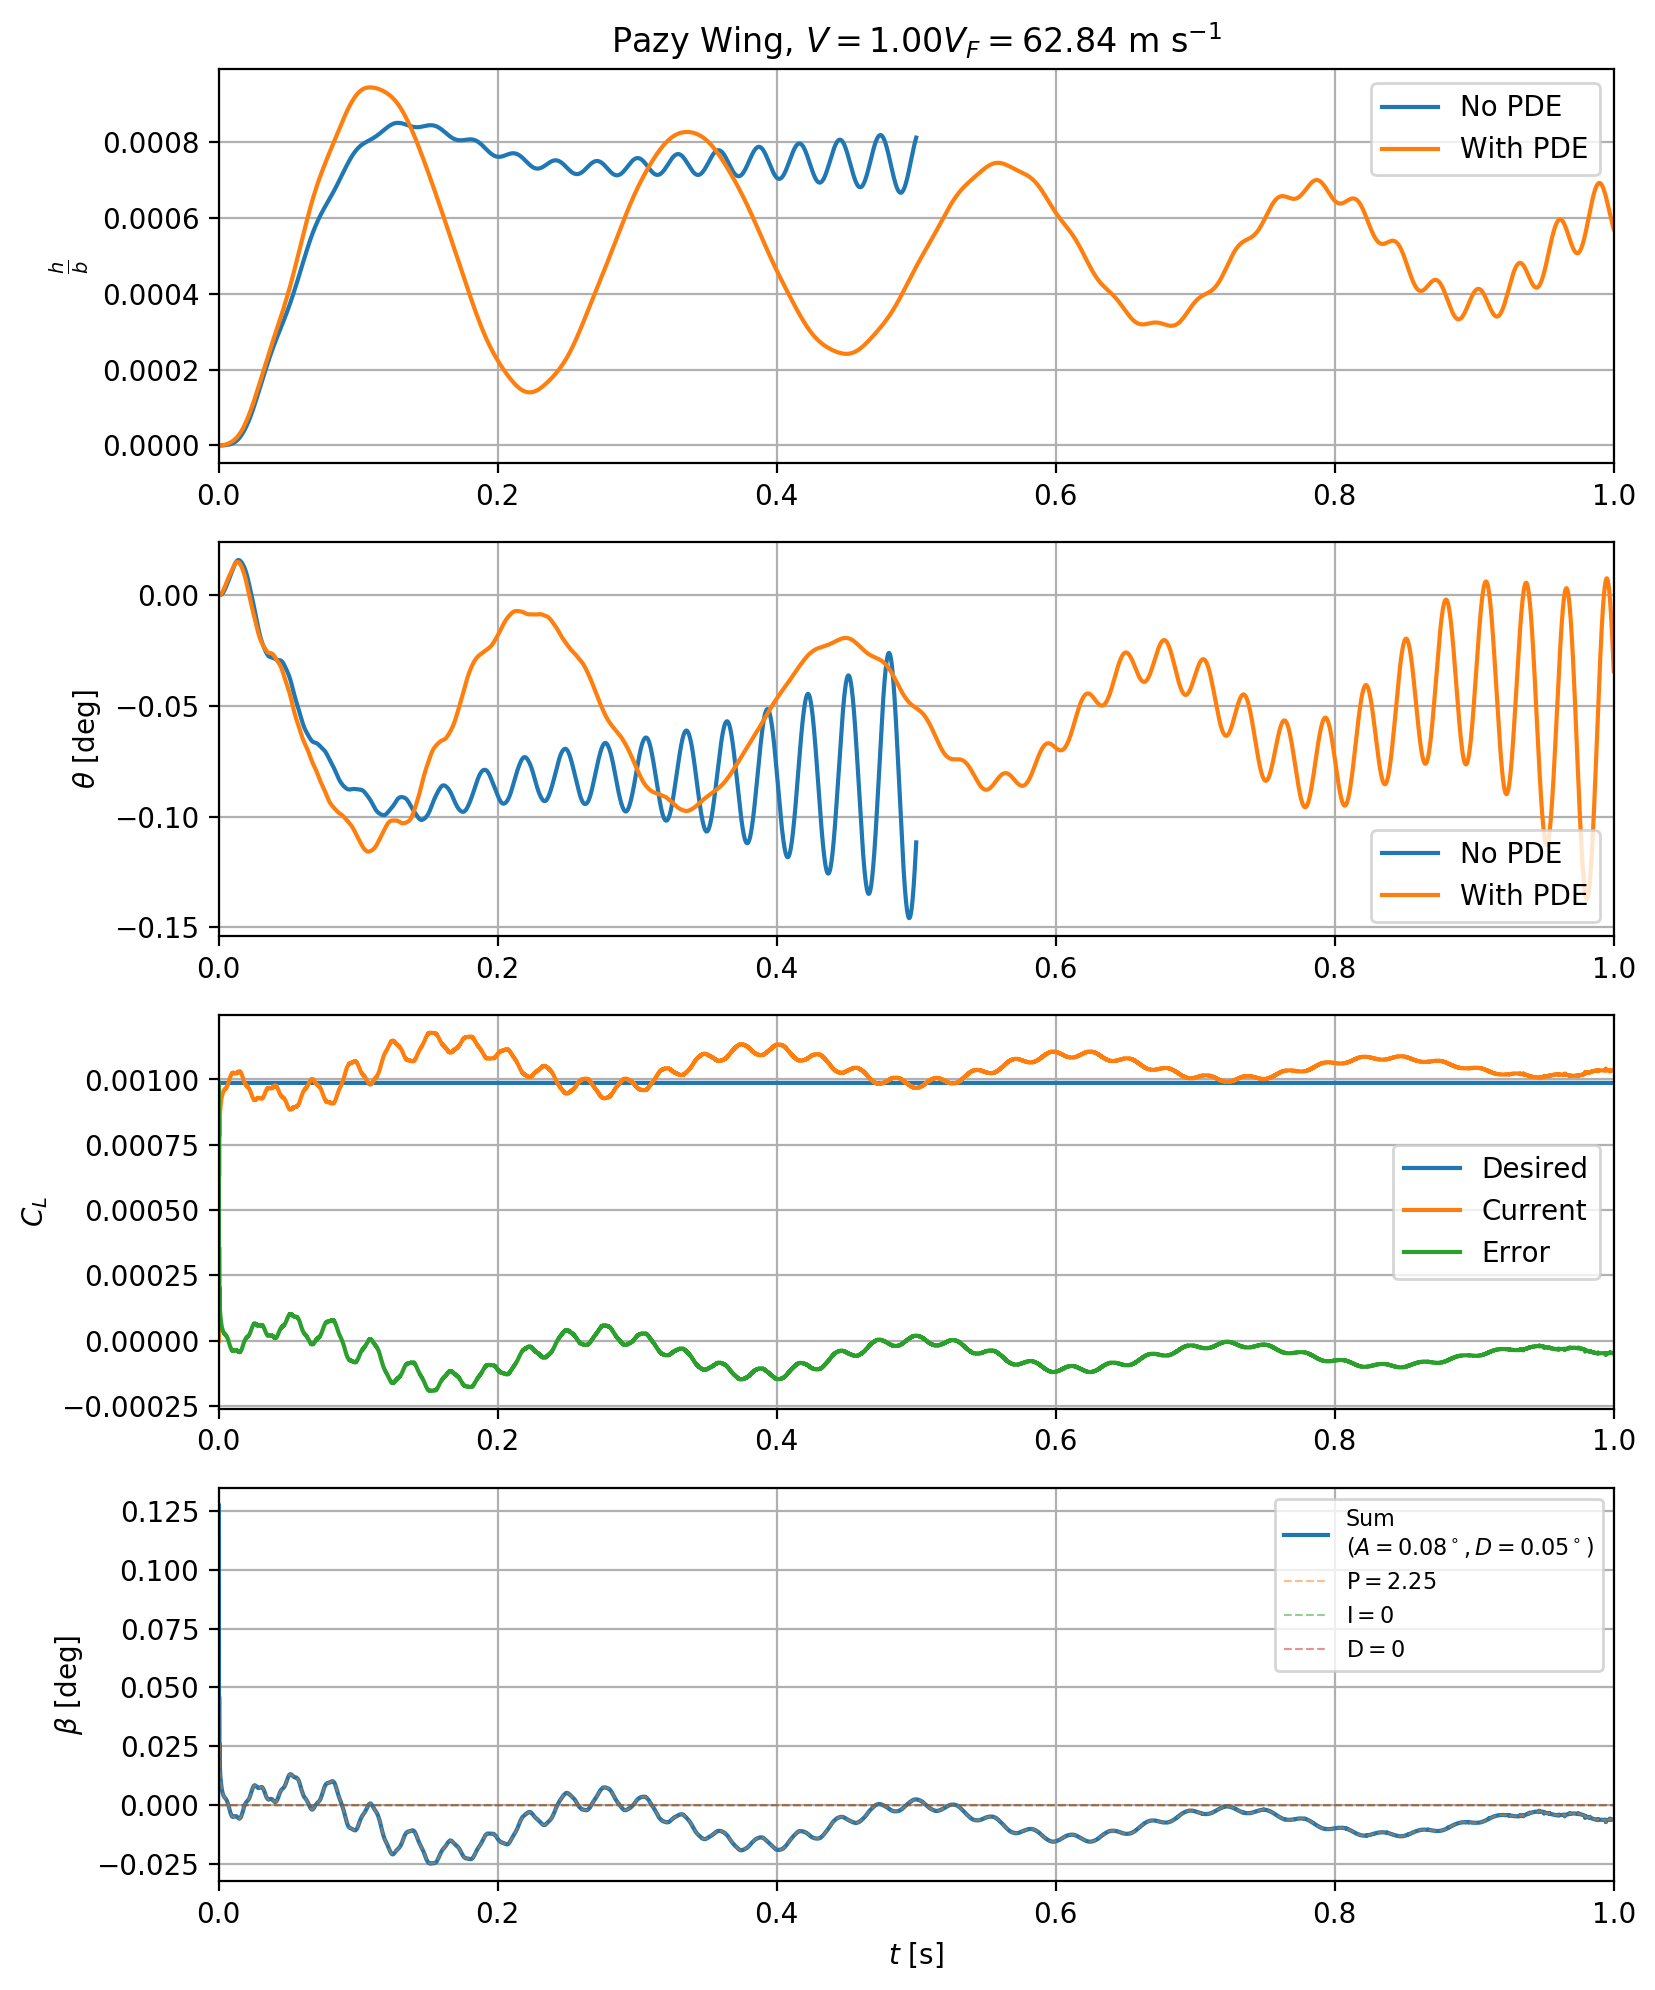 Pazy Wing, V = 1.00V_F = 62.84 m s⁻¹
h/b
0.0008
0.0006
0.0004
0.0002
0.0000
No PDE
With PDE
0.0 0.2 0.4 0.6 0.8 1.0
θ [deg]
0.00
−0.05
−0.10
−0.15
No PDE
With PDE
0.0 0.2 0.4 0.6 0.8 1.0
C_L
0.00100
0.00075
0.00050
0.00025
0.00000
−0.00025
Desired
Current
Error
0.0 0.2 0.4 0.6 0.8 1.0
β [deg]
0.125
0.100
0.075
0.050
0.025
0.000
−0.025
Sum
(A = 0.08°, D = 0.05°)
P = 2.25
I = 0
D = 0
0.0 0.2 0.4 0.6 0.8 1.0
t [s]